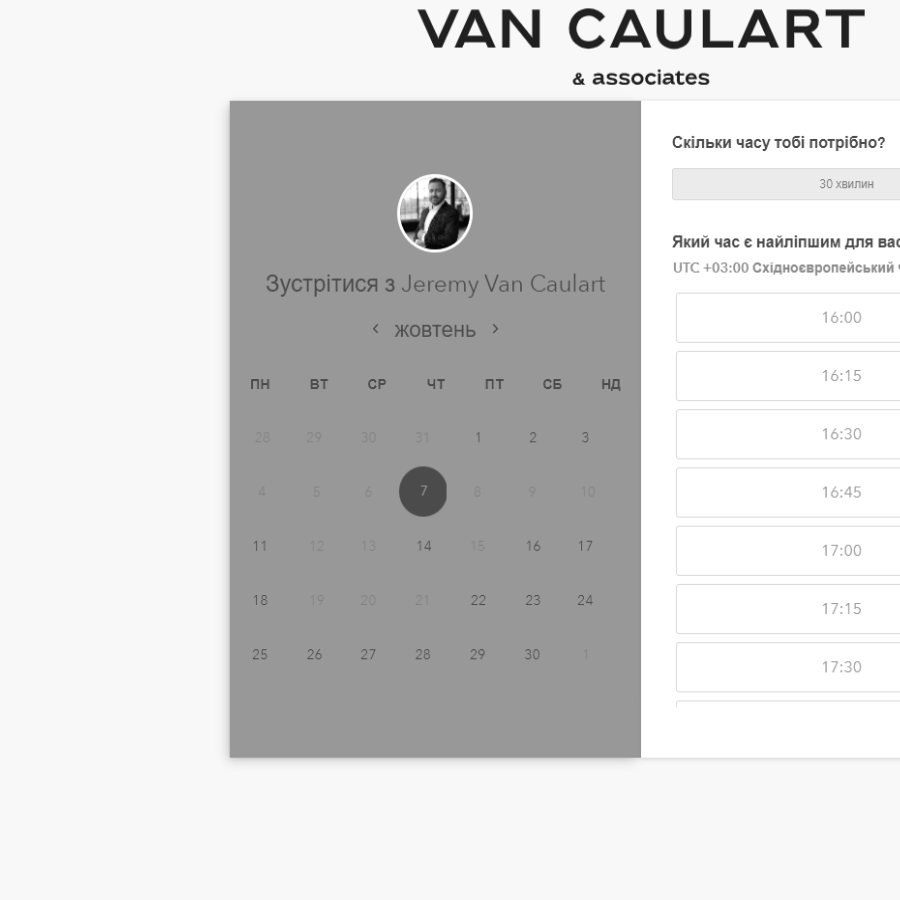 VAN CAULART
& associates
Зустрітися з Jeremy Van Caulart
жовтень
ПН ВТ СР ЧТ ПТ СБ НД
28 29 30 31 1 2 3
4 5 6 7 8 9 10
11 12 13 14 15 16 17
18 19 20 21 22 23 24
25 26 27 28 29 30 1
Скільки часу тобі потрібно?
30 хвилин
Який час є найліпшим для вас
UTC +03:00 Східноєвропейський
16:00
16:15
16:30
16:45
17:00
17:15
17:30